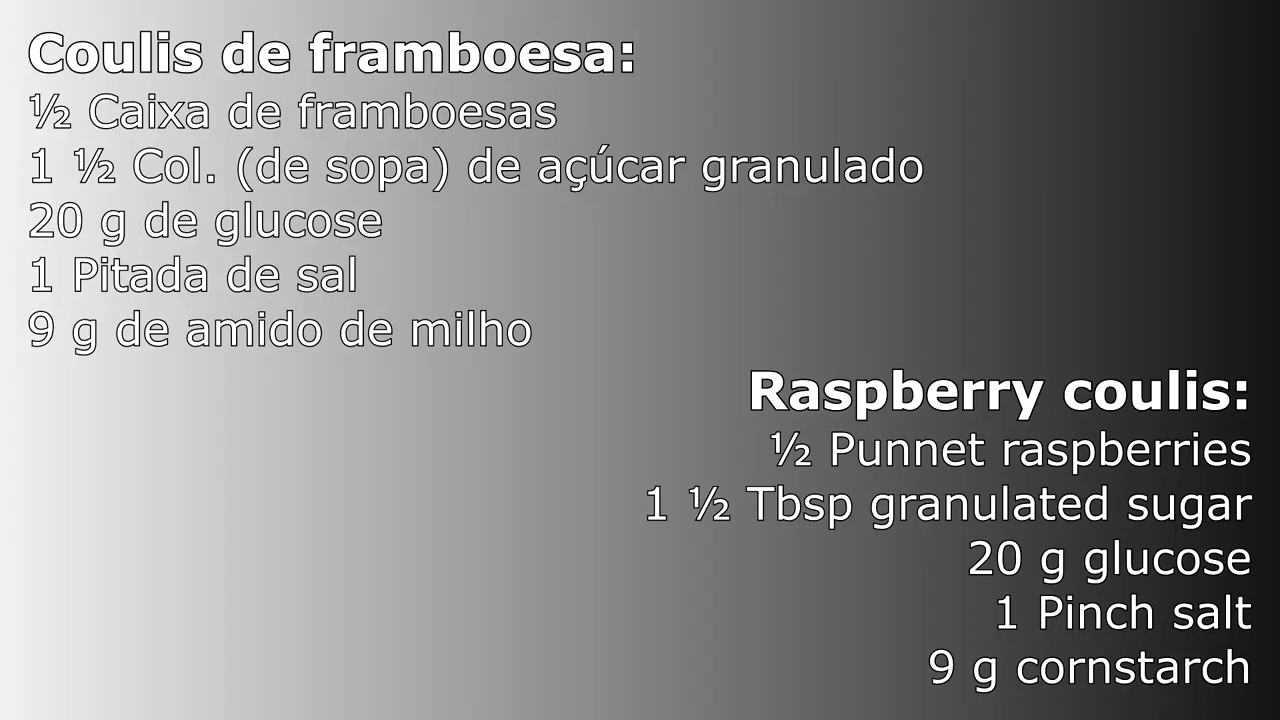 Coulis de framboesa:
½ Caixa de framboesas
1 ½ Col. (de sopa) de açúcar granulado
20 g de glucose
1 Pitada de sal
9 g de amido de milho
Raspberry coulis:
½ Punnet raspberries
1 ½ Tbsp granulated sugar
20 g glucose
1 Pinch salt
9 g cornstarch